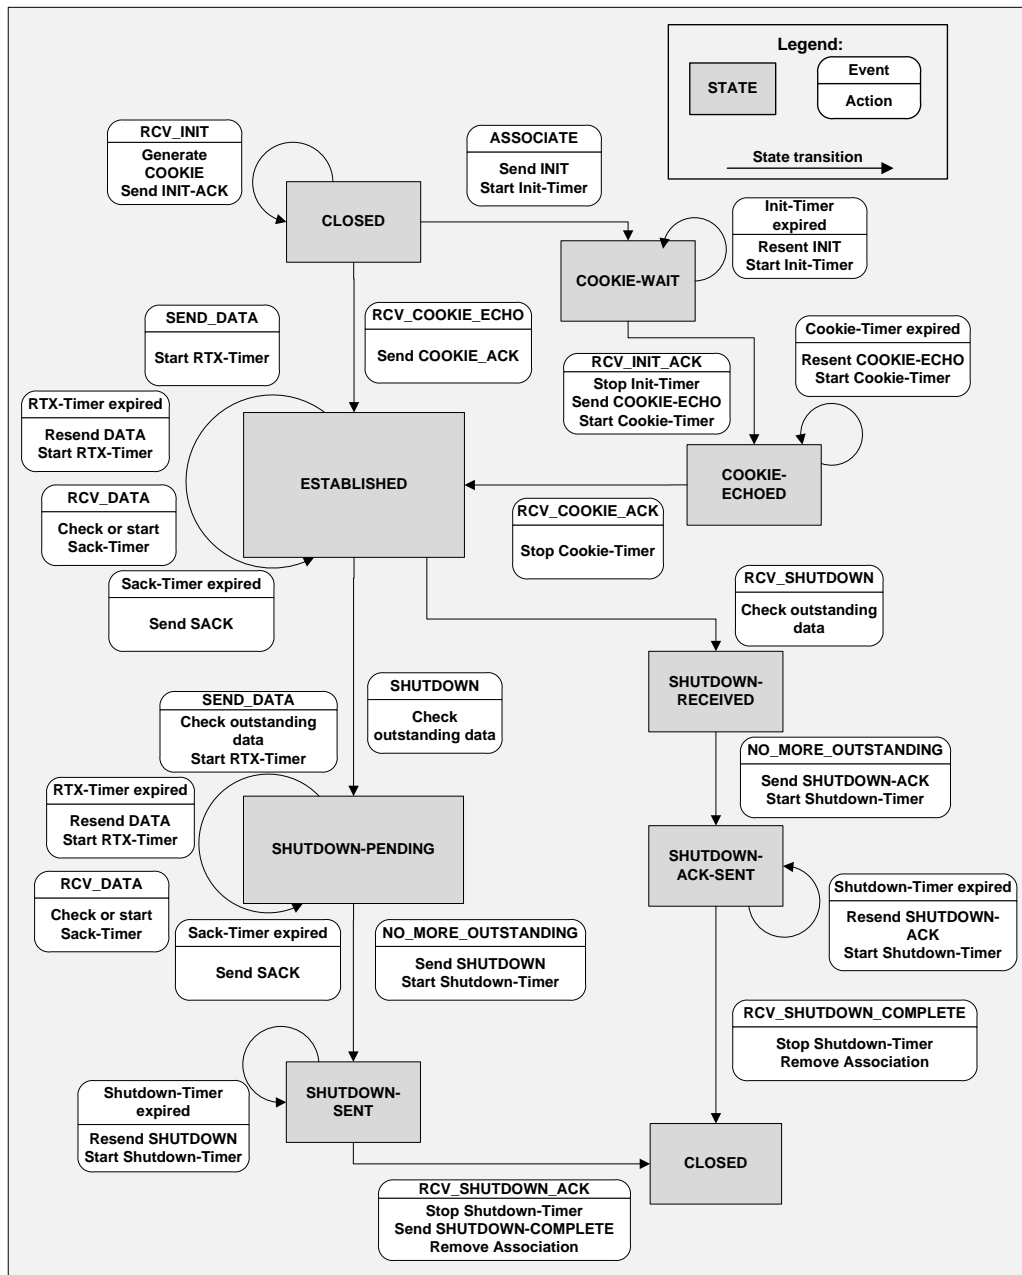 Legend:
STATE
Event
Action
State transition
RCV_INIT
Generate
COOKIE
Send INIT-ACK
ASSOCIATE
Send INIT
Start Init-Timer
CLOSED
Init-Timer
expired
Resent INIT
Start Init-Timer
COOKIE-WAIT
SEND_DATA
Start RTX-Timer
RCV_COOKIE_ECHO
Send COOKIE_ACK
Cookie-Timer expired
Resent COOKIE-ECHO
Start Cookie-Timer
RCV_INIT_ACK
Stop Init-Timer
Send COOKIE-ECHO
Start Cookie-Timer
RTX-Timer expired
Resend DATA
Start RTX-Timer
ESTABLISHED
COOKIE-
ECHOED
RCV_DATA
Check or start
Sack-Timer
RCV_COOKIE_ACK
Stop Cookie-Timer
Sack-Timer expired
Send SACK
RCV_SHUTDOWN
Check outstanding
data
SHUTDOWN-
RECEIVED
SEND_DATA
Check outstanding
data
Start RTX-Timer
SHUTDOWN
Check
outstanding data
NO_MORE_OUTSTANDING
Send SHUTDOWN-ACK
Start Shutdown-Timer
RTX-Timer expired
Resend DATA
Start RTX-Timer
SHUTDOWN-PENDING
SHUTDOWN-
ACK-SENT
RCV_DATA
Check or start
Sack-Timer
Shutdown-Timer expired
Resend SHUTDOWN-
ACK
Start Shutdown-Timer
Sack-Timer expired
Send SACK
NO_MORE_OUTSTANDING
Send SHUTDOWN
Start Shutdown-Timer
RCV_SHUTDOWN_COMPLETE
Stop Shutdown-Timer
Remove Association
SHUTDOWN-
SENT
Shutdown-Timer
expired
Resend SHUTDOWN
Start Shutdown-Timer
CLOSED
RCV_SHUTDOWN_ACK
Stop Shutdown-Timer
Send SHUTDOWN-COMPLETE
Remove Association